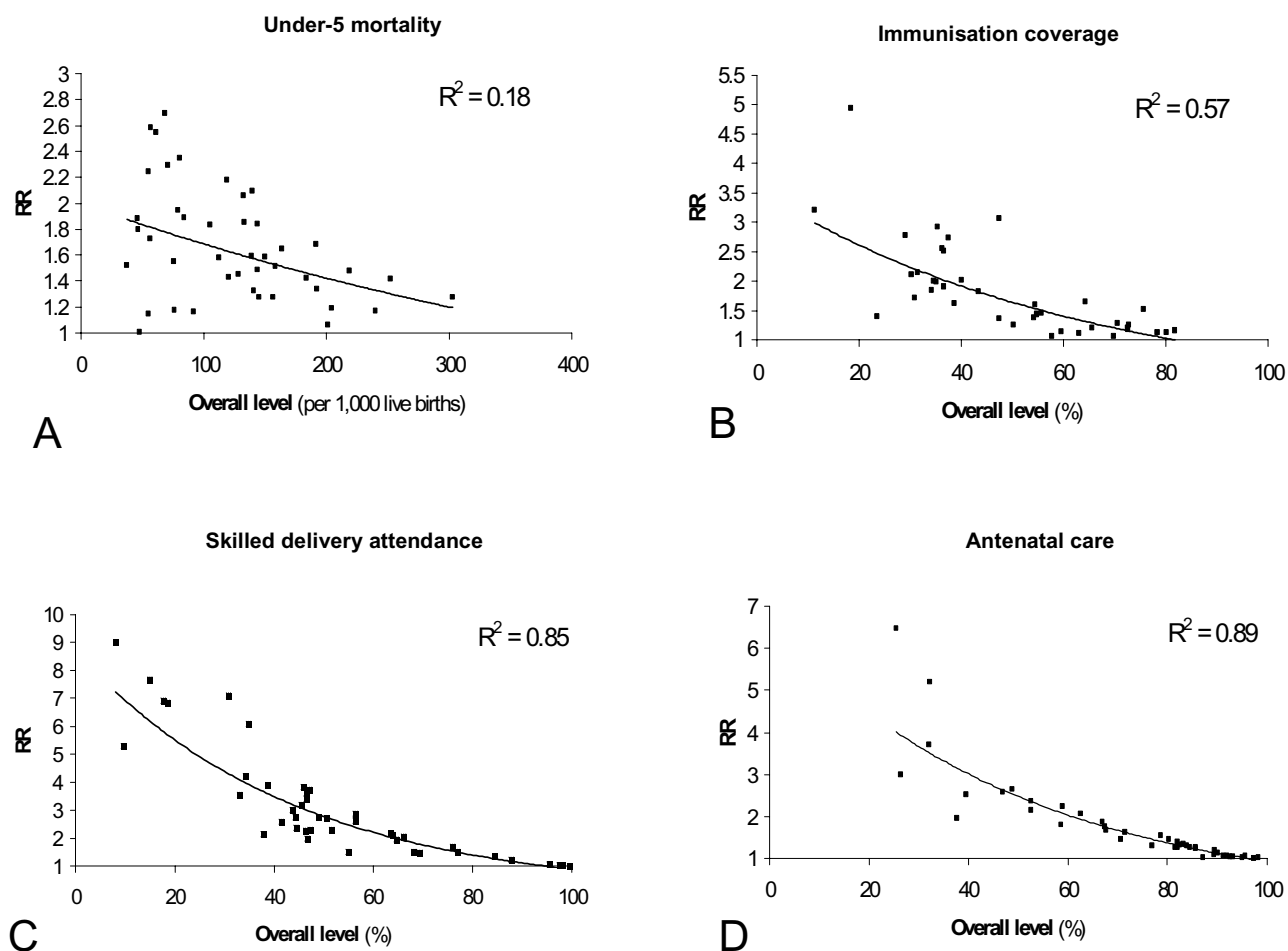 Under-5 mortality
R² = 0.18
3
2.8
2.6
2.4
2.2
2
1.8
1.6
1.4
1.2
1
RR
0 100 200 300 400
Overall level (per 1,000 live births)
A
Immunisation coverage
R² = 0.57
5.5
5
4.5
4
3.5
3
2.5
2
1.5
1
RR
0 20 40 60 80 100
Overall level (%)
B
Skilled delivery attendance
R² = 0.85
10
9
8
7
6
5
4
3
2
1
RR
0 20 40 60 80 100
Overall level (%)
C
Antenatal care
R² = 0.89
7
6
5
4
3
2
1
RR
0 20 40 60 80 100
Overall level (%)
D